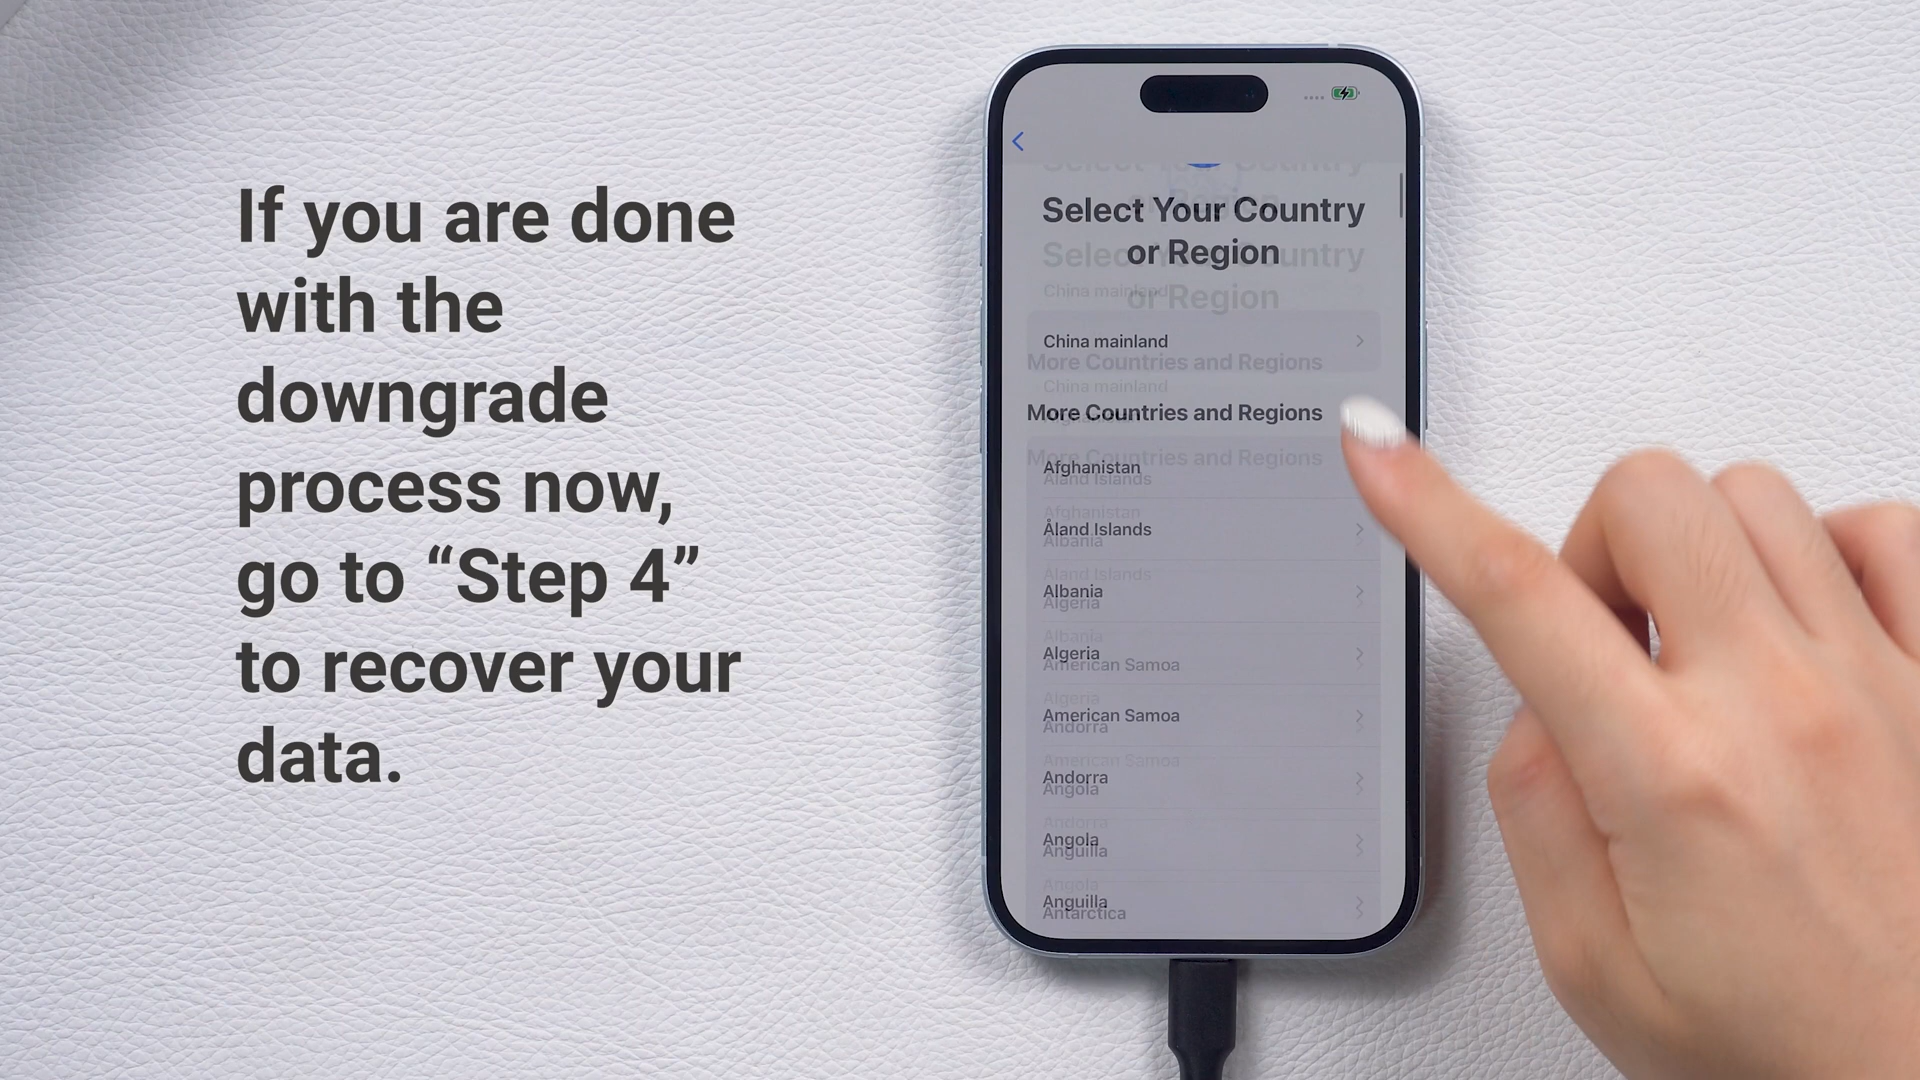 If you are done
with the
downgrade
process now,
go to “Step 4”
to recover your
data.
Select Your Country
or Region
China mainland
More Countries and Regions
Afghanistan
Åland Islands
Albania
Algeria
American Samoa
Andorra
Angola
Anguilla
Antarctica